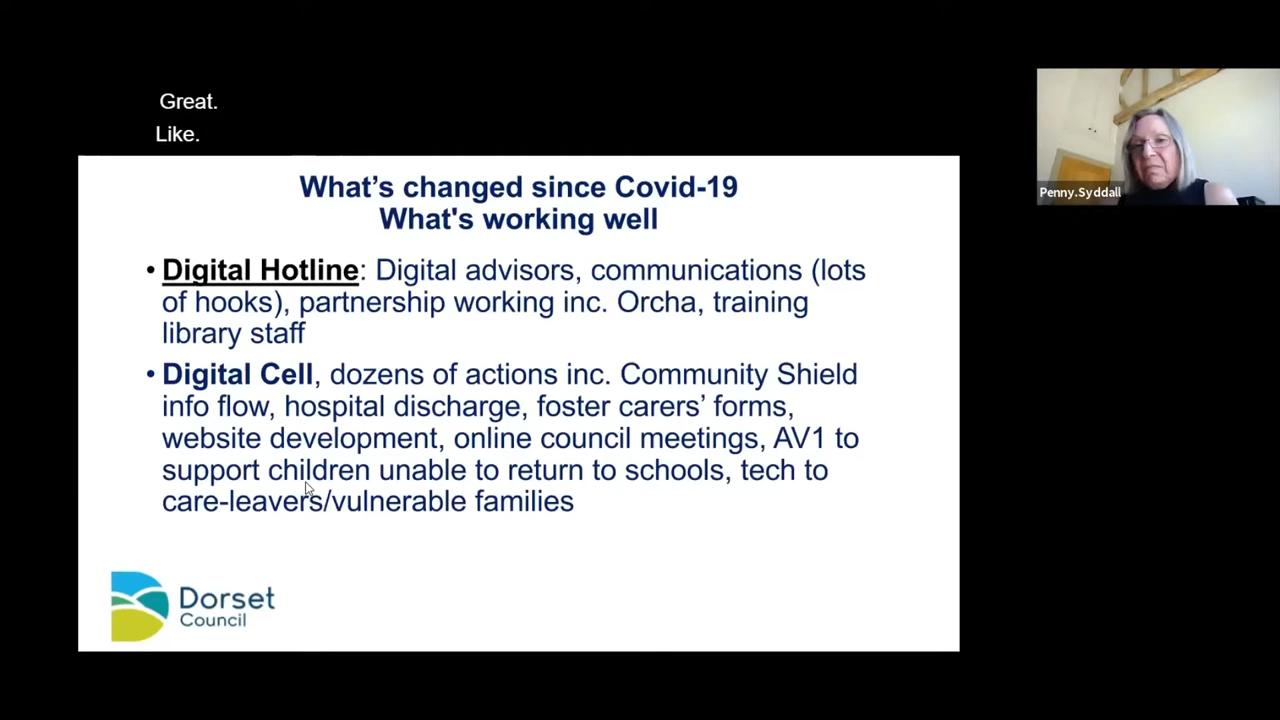 Great.
Like.
What’s changed since Covid-19
What's working well
• Digital Hotline: Digital advisors, communications (lots
of hooks), partnership working inc. Orcha, training
library staff
• Digital Cell, dozens of actions inc. Community Shield
info flow, hospital discharge, foster carers’ forms,
website development, online council meetings, AV1 to
support children unable to return to schools, tech to
care-leavers/vulnerable families
Dorset
Council
Penny.Syddall